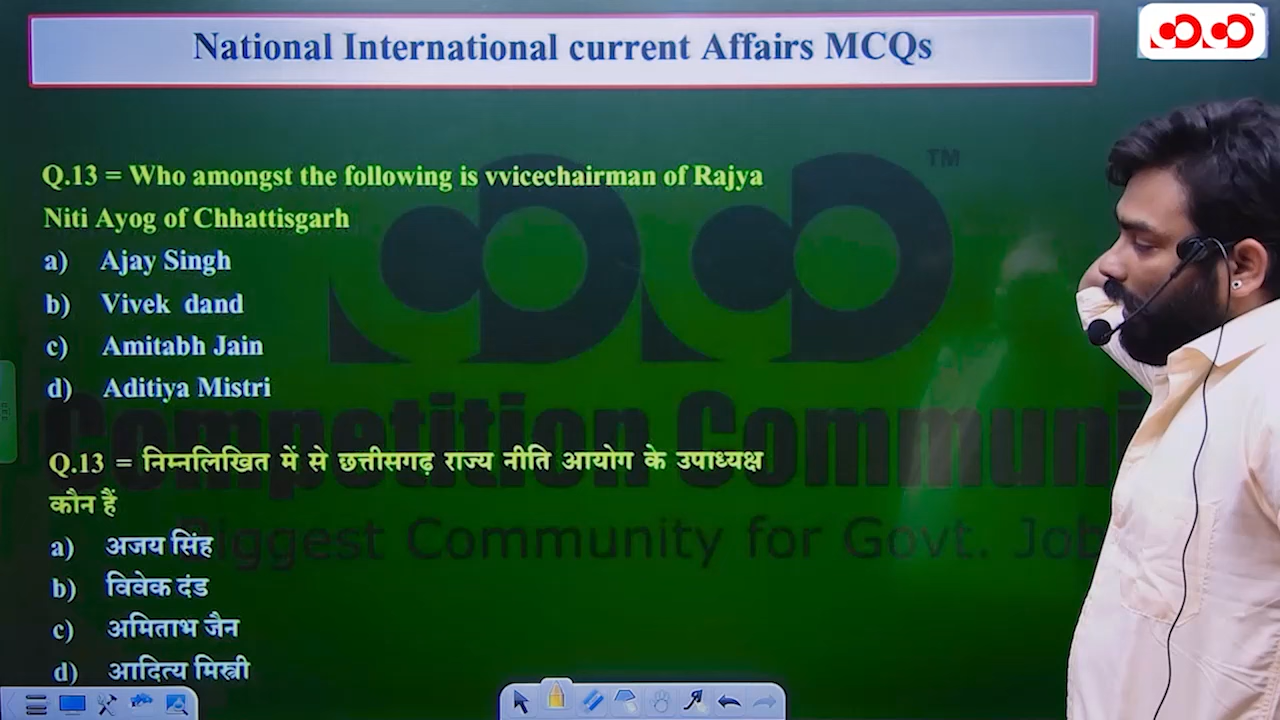 National International current Affairs MCQs
TM
Q.13 = Who amongst the following is vvicechairman of Rajya
Niti Ayog of Chhattisgarh
a) Ajay Singh
b) Vivek dand
c) Amitabh Jain
d) Aditiya Mistri
Competition Communi
Q.13 = निम्नलिखित में से छत्तीसगढ़ राज्य नीति आयोग के उपाध्यक्ष
कौन हैं
Biggest Community for Govt. Job
a) अजय सिंह
b) विवेक दंड
c) अमिताभ जैन
d) आदित्य मिस्त्री